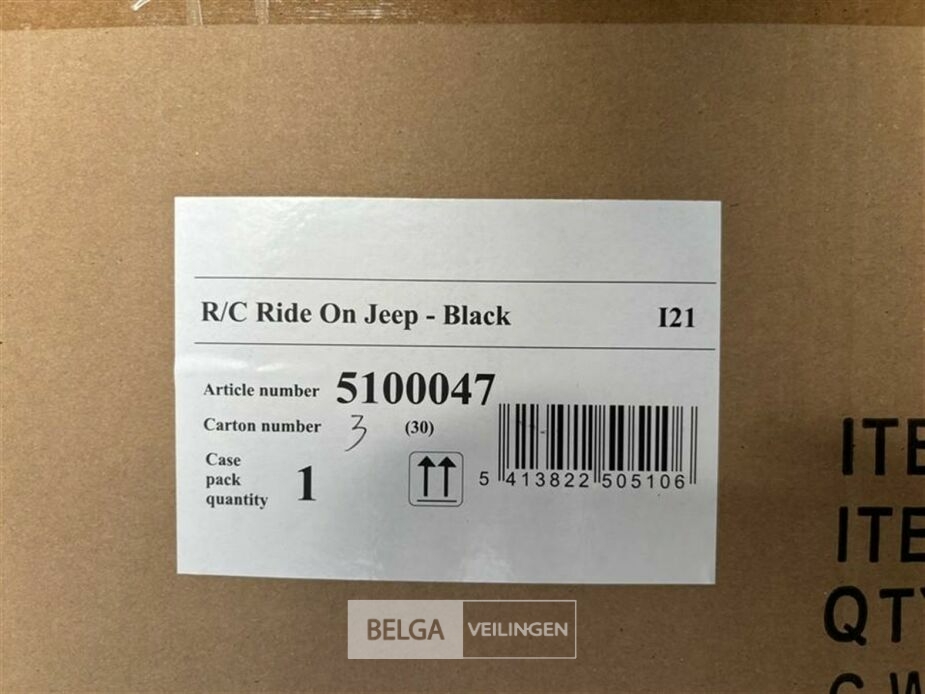 R/C Ride On Jeep - Black I21
Article number 5100047
Carton number 3 (30)
Case
pack
quantity 1
5 413822 505106
ITE
ITE
QTY
G.W
BELGA VEILINGEN